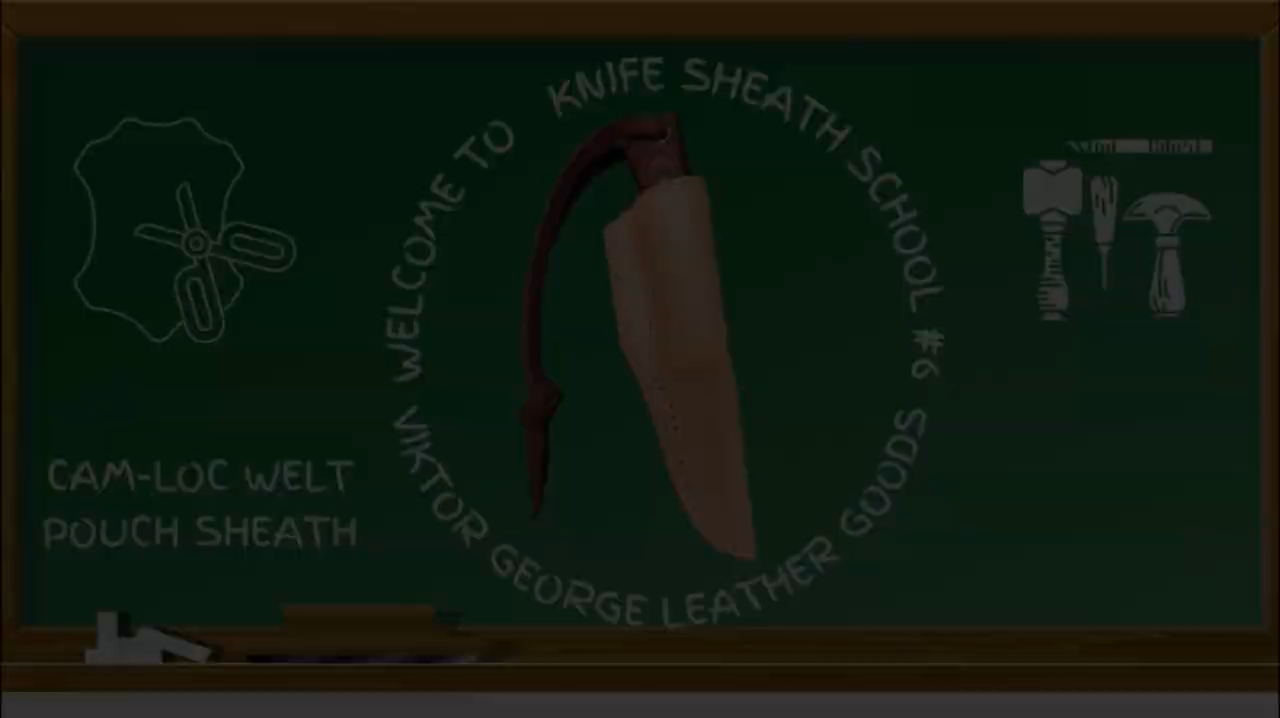 WELCOME TO KNIFE SHEATH SCHOOL #6
VIKTOR GEORGE LEATHER GOODS
CAM-LOC WELT
POUCH SHEATH